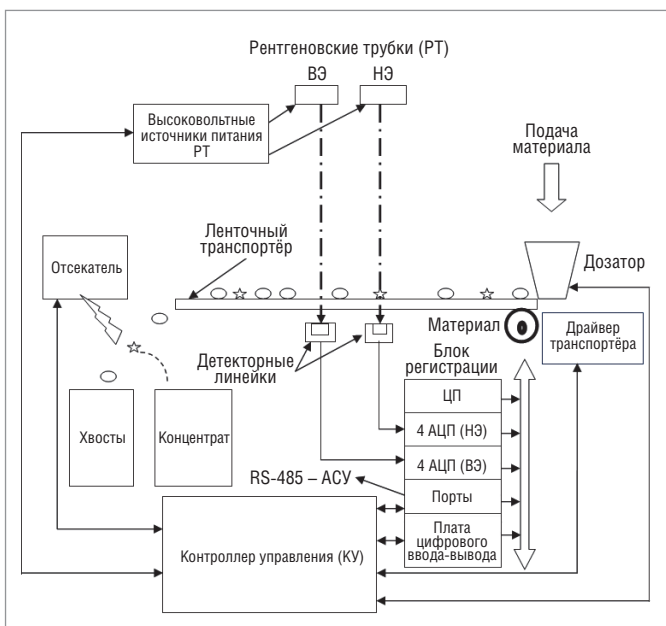 Рентгеновские трубки (РТ)
ВЭ
НЭ
Высоковольтные
источники питания
РТ
Подача
материала
Ленточный
транспортёр
Отсекатель
Дозатор
Материал
Драйвер
транспортёра
Детекторные
линейки
Блок
регистрации
ЦП
4 АЦП (НЭ)
4 АЦП (ВЭ)
Порты
Плата
цифрового
ввода-вывода
Хвосты
Концентрат
RS-485 – АСУ
Контроллер управления (КУ)